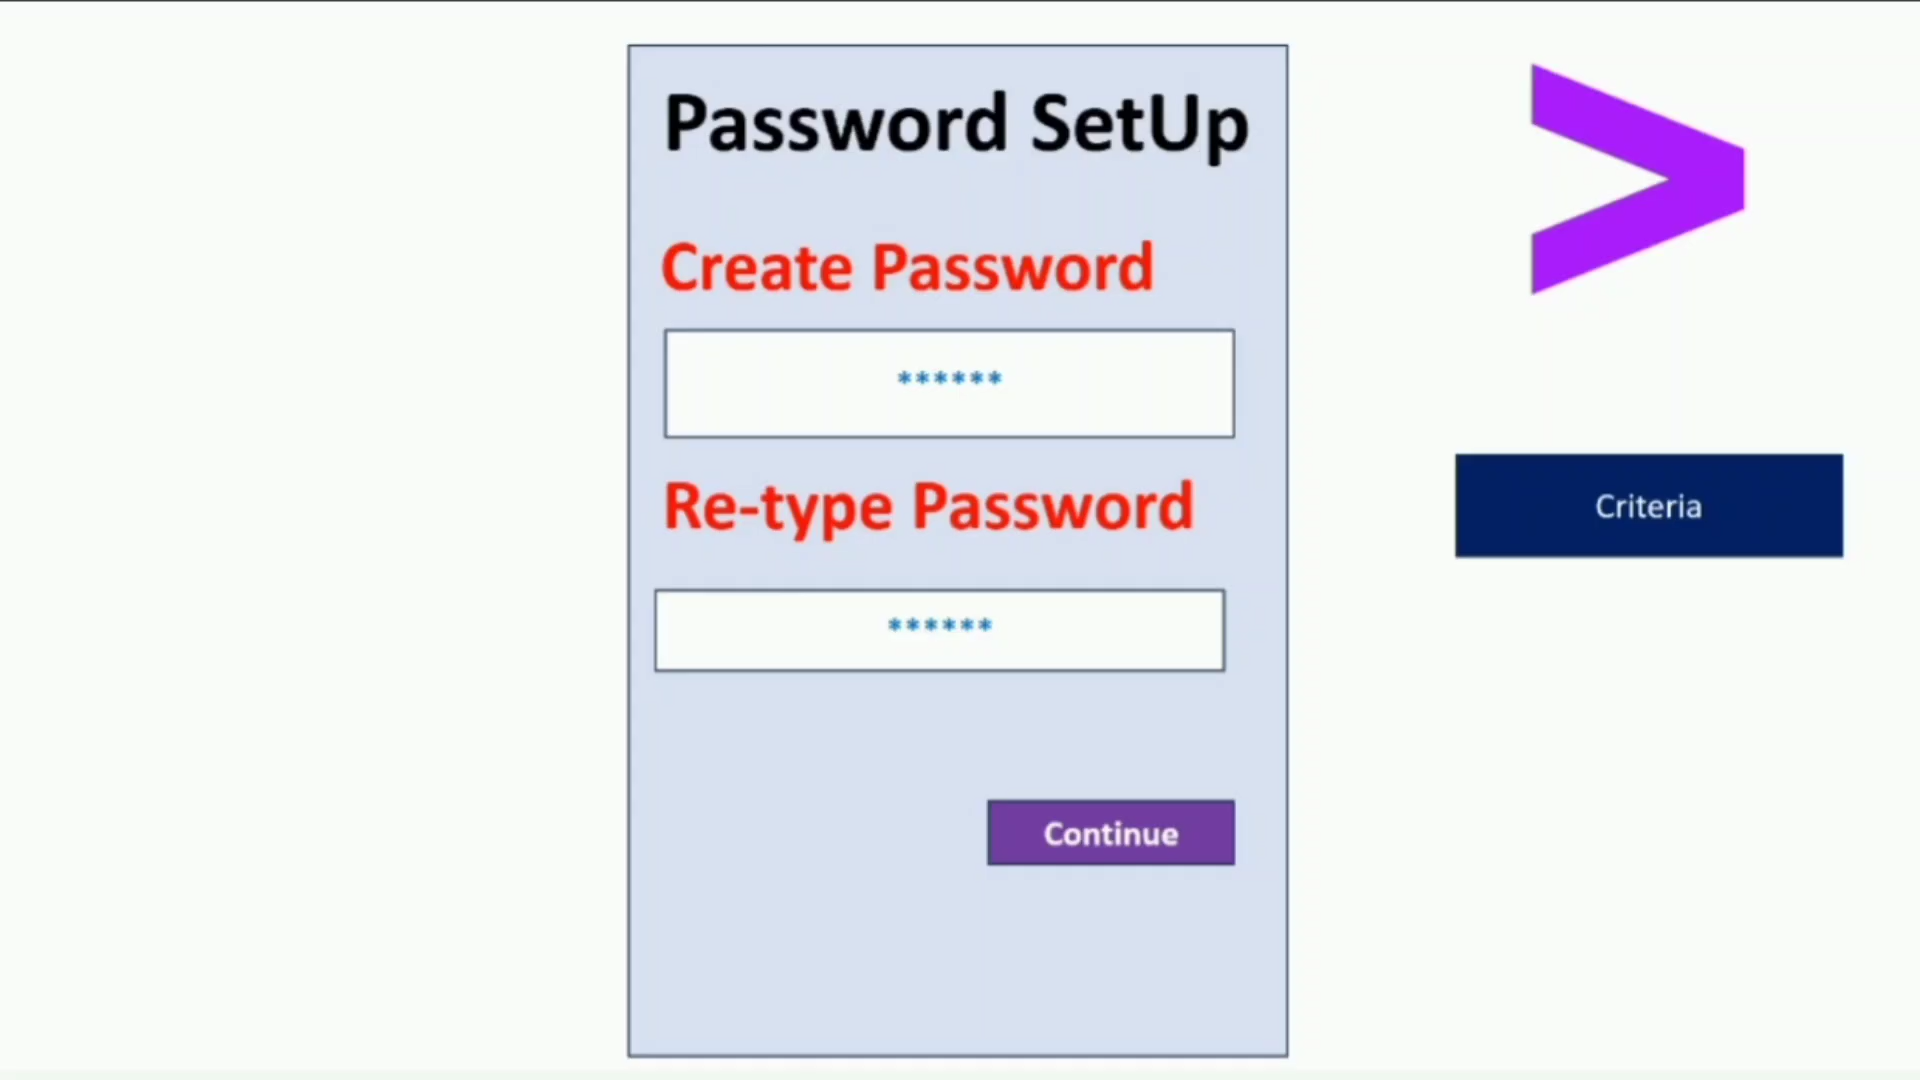 Password SetUp
Create Password
******
Re-type Password
******
Continue
>
Criteria